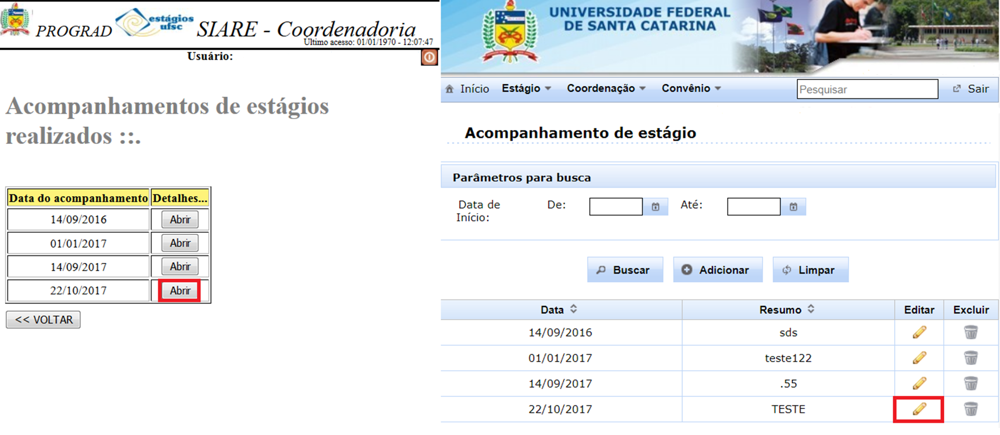 PROGRAD estágios ufsc SIARE - Coordenadoria
Último acesso: 01/01/1970 - 12:07:47
Usuário:
Acompanhamentos de estágios
realizados ::.
Data do acompanhamento Detalhes...
14/09/2016 Abrir
01/01/2017 Abrir
14/09/2017 Abrir
22/10/2017 Abrir
<< VOLTAR
UNIVERSIDADE FEDERAL
DE SANTA CATARINA
Início Estágio Coordenação Convênio Pesquisar Sair
Acompanhamento de estágio
Parâmetros para busca
Data de Início: De: Até:
Buscar Adicionar Limpar
Data Resumo Editar Excluir
14/09/2016 sds
01/01/2017 teste122
14/09/2017 .55
22/10/2017 TESTE